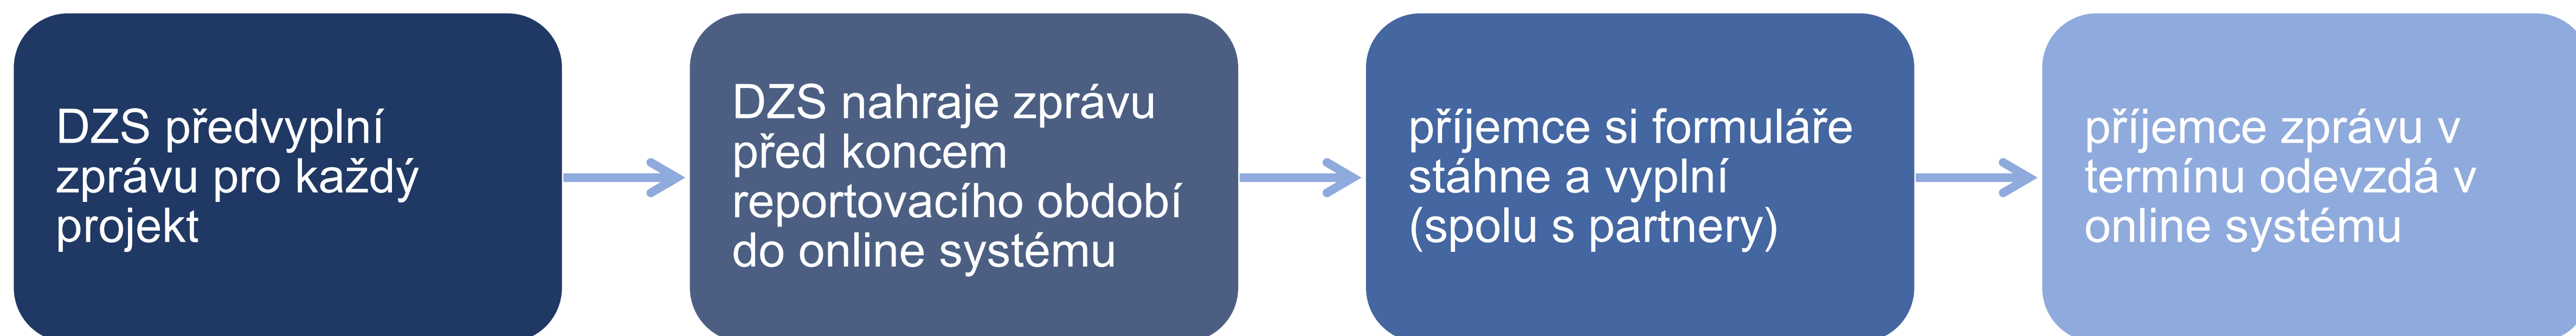 DZS předvyplní
zprávu pro každý
projekt
DZS nahraje zprávu
před koncem
reportovacího období
do online systému
příjemce si formuláře
stáhne a vyplní
(spolu s partnery)
příjemce zprávu v
termínu odevzdá v
online systému